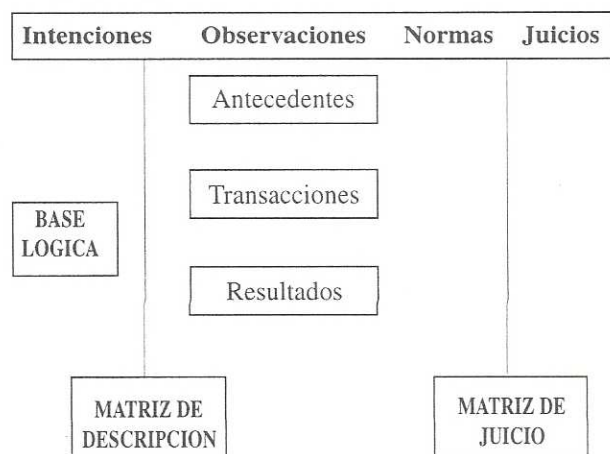 Intenciones Observaciones Normas Juicios
Antecedentes
Transacciones
BASE
LOGICA
Resultados
MATRIZ DE
DESCRIPCION
MATRIZ DE
JUICIO